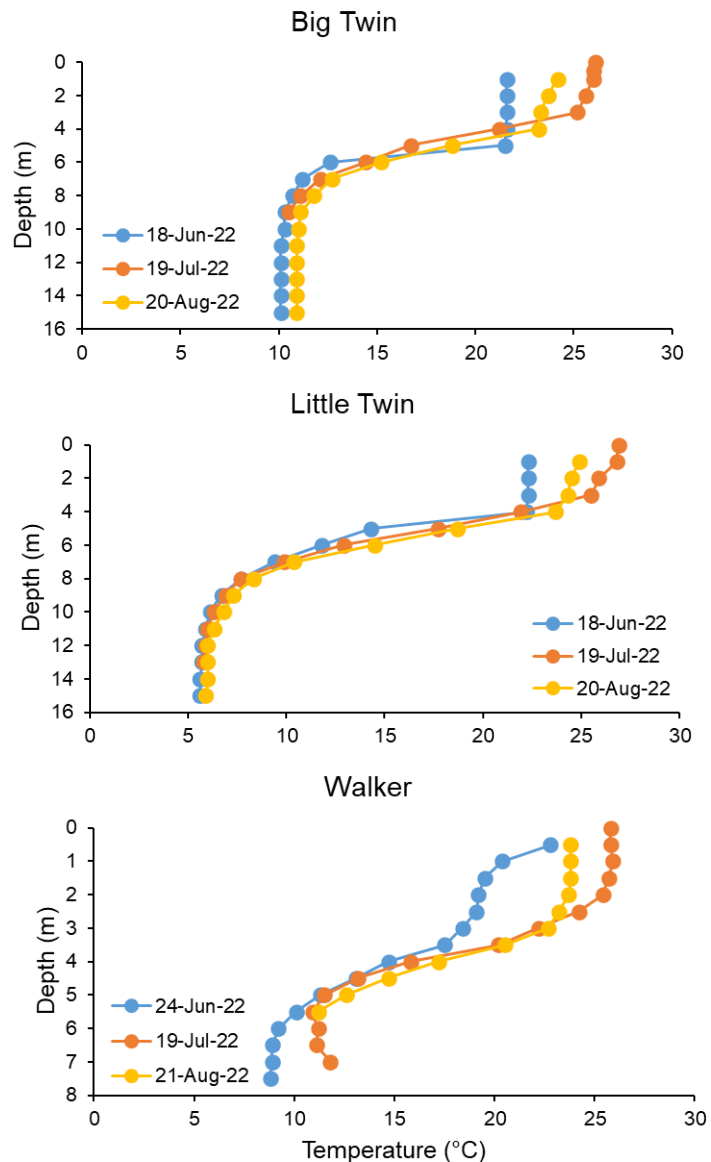 Big Twin
0
2
4
6
8
10
12
14
16
Depth (m)
18-Jun-22
19-Jul-22
20-Aug-22
0 5 10 15 20 25 30
Little Twin
0
2
4
6
8
10
12
14
16
Depth (m)
18-Jun-22
19-Jul-22
20-Aug-22
0 5 10 15 20 25 30
Walker
0
1
2
3
4
5
6
7
8
Depth (m)
24-Jun-22
19-Jul-22
21-Aug-22
0 5 10 15 20 25 30
Temperature (°C)